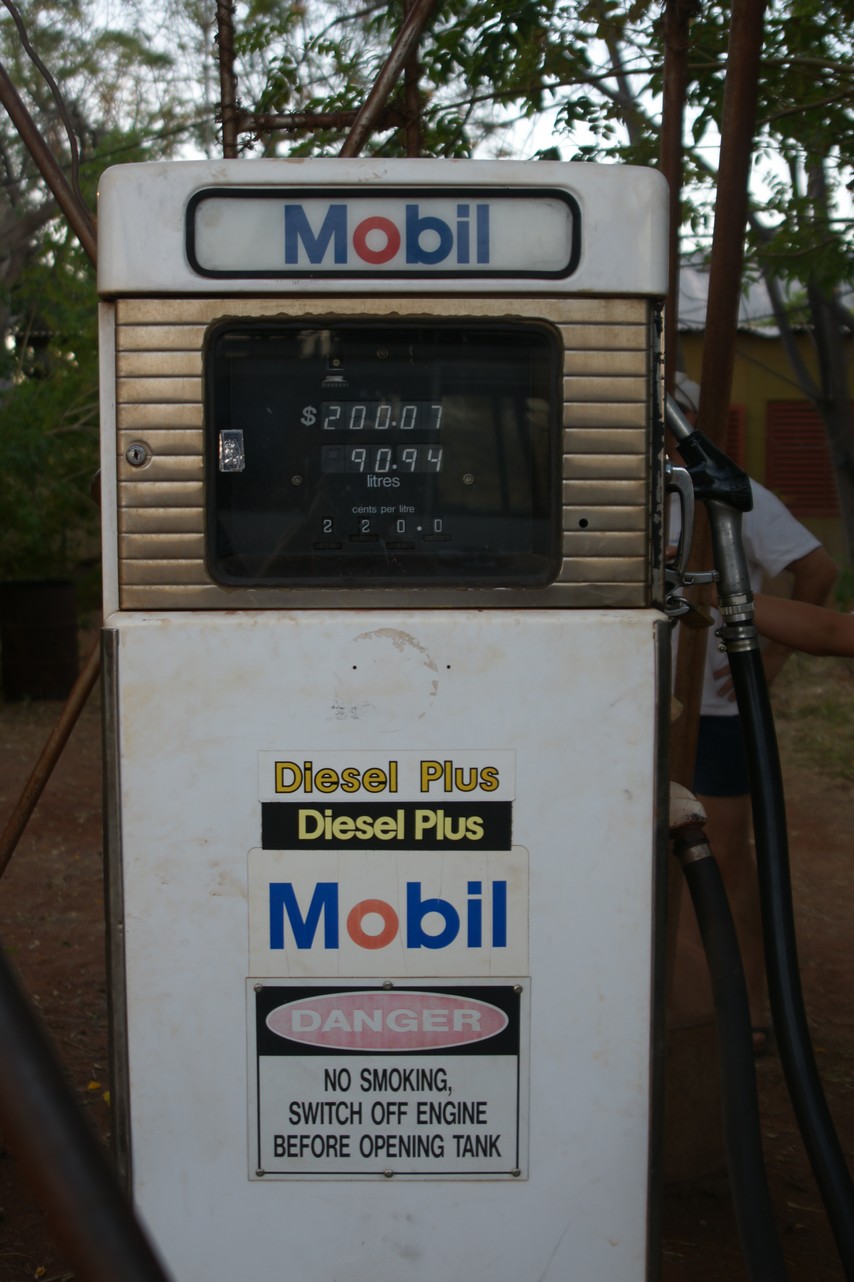 Mobil
$ 200.07
90.94
litres
cents per litre
2 2 0.0
Diesel Plus
Diesel Plus
Mobil
DANGER
NO SMOKING,
SWITCH OFF ENGINE
BEFORE OPENING TANK